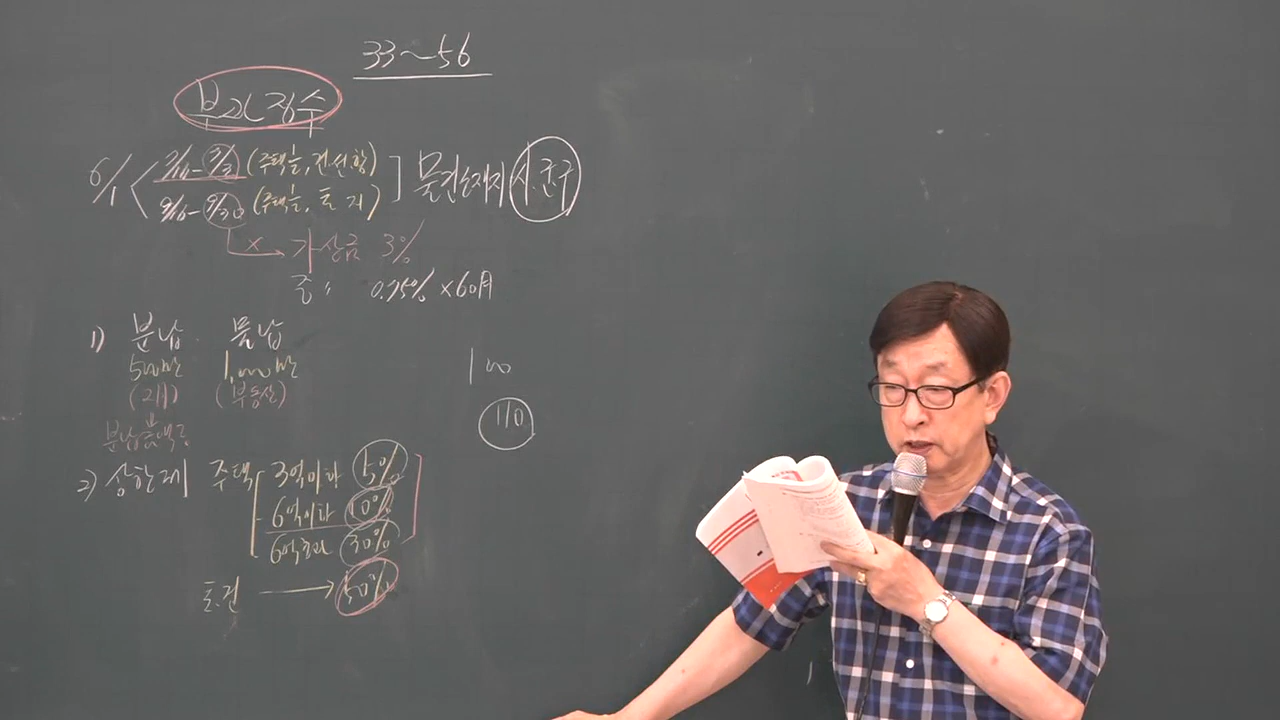 33~56
부과징수
6/1 < 7/16-7/31 (주택½, 건.선.항)
9/16-9/30 (주택½, 토지) ] 물건소재지 시.군.구
× → 가산금 3%
중〃 0.75% ×60月
1) 분납 물납
500만 1,000만
(2개) (부동산)
분납금액
100
110
2) 상한제 주택 3억이하 5%
6억이하 10%
6억초과 30%
토.건 → 50%